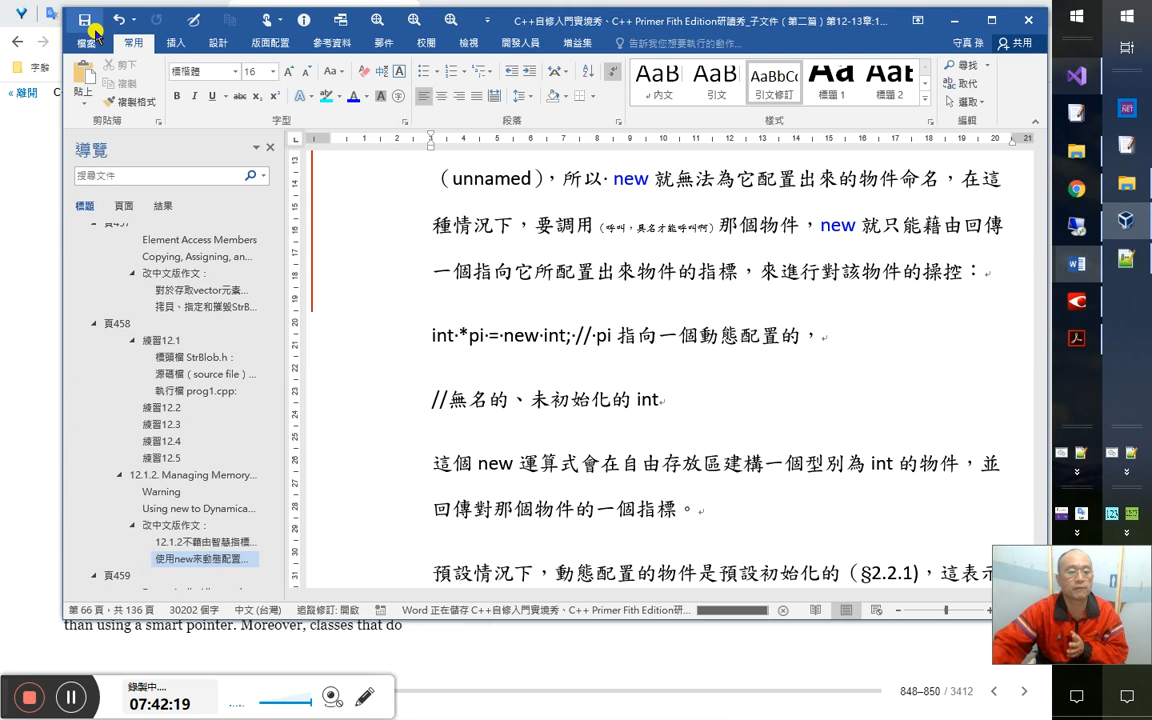 C++自修入門實境秀、C++ Primer Fith Edition研讀秀_子文件（第二篇）第12-13章:1...
檔案 常用 插入 設計 版面配置 參考資料 郵件 校閱 檢視 開發人員 增益集 告訴我您想要執行的動作... 守真 孫 共用
字齡
«離開
貼上
剪下
複製
複製格式
標楷體 16
AaBbC AaBbC AaBbCc Aa AaB
內文 引文 引文修訂 標題 1 標題 2
尋找
取代
選取
剪貼簿 字型 段落 樣式 編輯
導覽
搜尋文件
標題 頁面 結果
頁457
Element Access Members
Copying, Assigning, an...
改中文版作文：
對於存取vector元素...
拷貝、指定和摧毀StrB...
頁458
練習12.1
標頭檔 StrBlob.h：
源碼檔（source file）...
執行檔 prog1.cpp:
練習12.2
練習12.3
練習12.4
練習12.5
12.1.2. Managing Memory...
Warning
Using new to Dynamica...
改中文版作文：
12.1.2不藉由智慧指標...
使用new來動態配置...
頁459
（unnamed），所以 new 就無法為它配置出來的物件命名，在這
種情況下，要調用（呼叫，具名才能呼叫啊）那個物件，new 就只能藉由回傳
一個指向它所配置出來物件的指標，來進行對該物件的操控：
int *pi = new int; // pi 指向一個動態配置的，
//無名的、未初始化的 int
這個 new 運算式會在自由存放區建構一個型別為 int 的物件，並
回傳對那個物件的一個指標。
預設情況下，動態配置的物件是預設初始化的（§2.2.1），這表示
第 66 頁，共 136 頁 30202 個字 中文 (台灣) 追蹤修訂: 開啟 Word 正在儲存 C++自修入門實境秀、C++ Primer Fith Edition研...
than using a smart pointer. Moreover, classes that do
錄製中....
07:42:19
848–850 / 3412